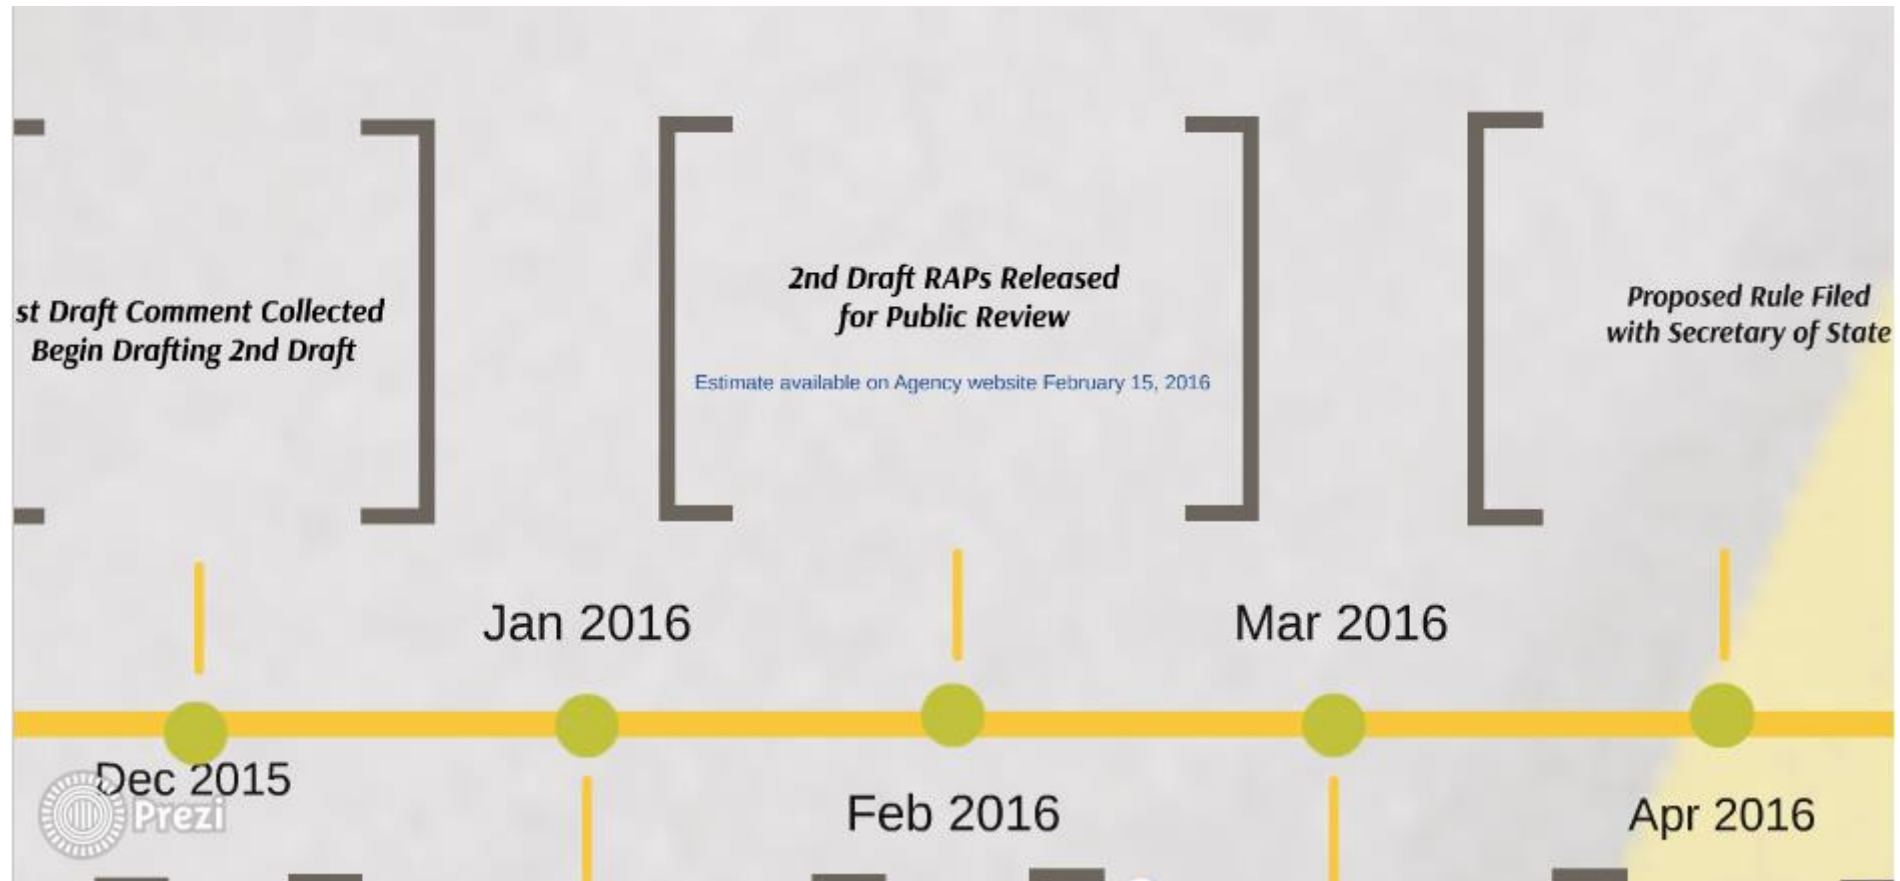 st Draft Comment Collected
Begin Drafting 2nd Draft
2nd Draft RAPs Released
for Public Review
Estimate available on Agency website February 15, 2016
Proposed Rule Filed
with Secretary of State
Jan 2016
Mar 2016
Dec 2015
Feb 2016
Apr 2016
Prezi